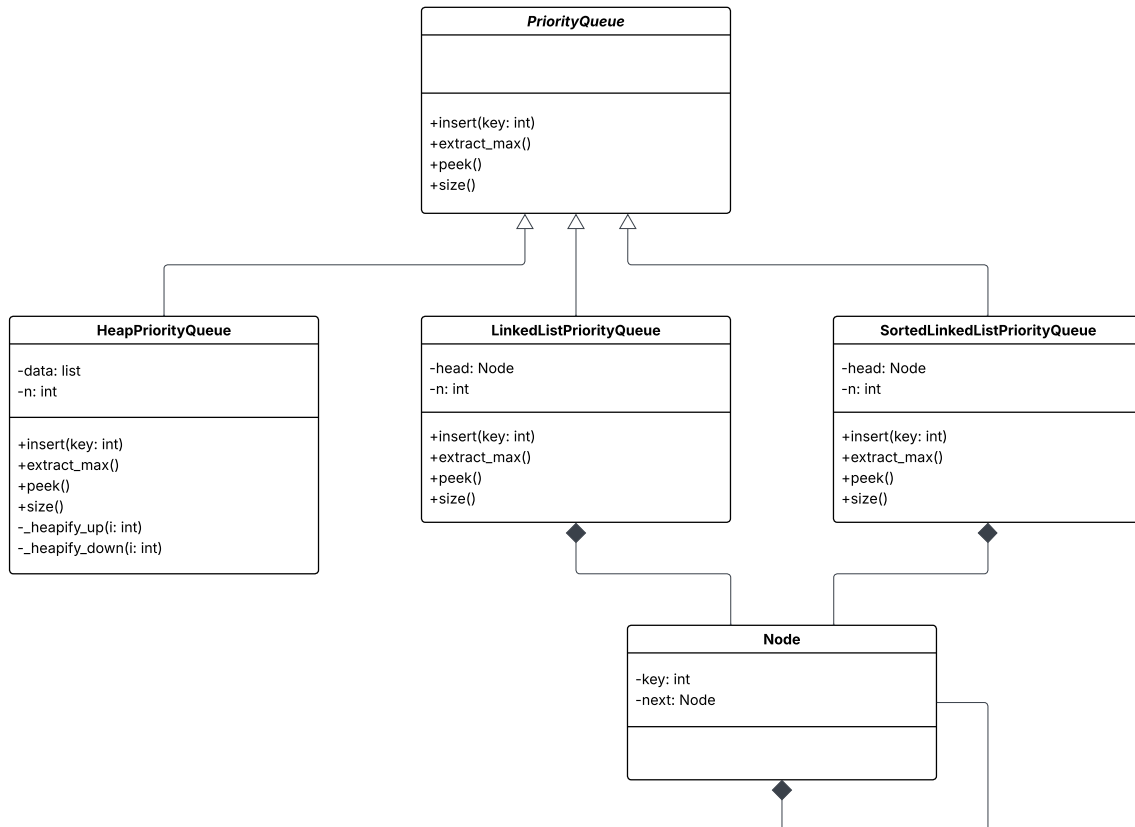 PriorityQueue
+insert(key: int)
+extract_max()
+peek()
+size()
HeapPriorityQueue
-data: list
-n: int
+insert(key: int)
+extract_max()
+peek()
+size()
-_heapify_up(i: int)
-_heapify_down(i: int)
LinkedListPriorityQueue
-head: Node
-n: int
+insert(key: int)
+extract_max()
+peek()
+size()
SortedLinkedListPriorityQueue
-head: Node
-n: int
+insert(key: int)
+extract_max()
+peek()
+size()
Node
-key: int
-next: Node